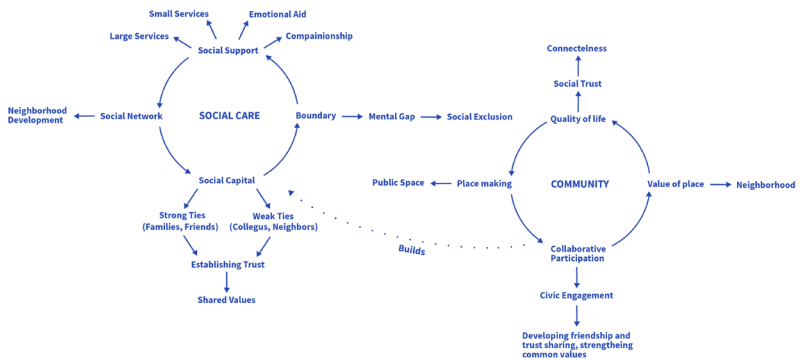 Small Services
Emotional Aid
Large Services
Compainionship
Social Support
Neighborhood
Development
Social Network
SOCIAL CARE
Boundary
Mental Gap
Social Exclusion
Social Capital
Strong Ties
(Families, Friends)
Weak Ties
(Collegus, Neighbors)
Establishing Trust
Shared Values
Builds
Connectelness
Social Trust
Quality of life
Public Space
Place making
COMMUNITY
Value of place
Neighborhood
Collaborative
Participation
Civic Engagement
Developing friendship and
trust sharing, strengtheing
common values